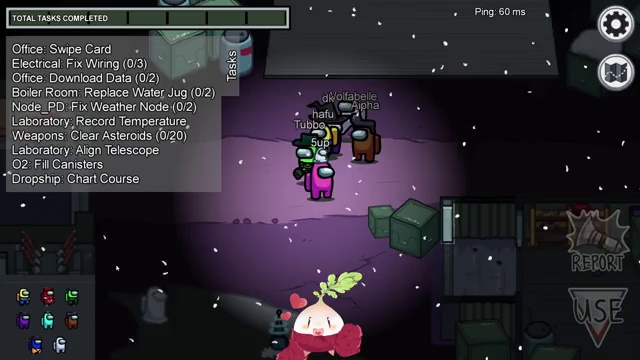 TOTAL TASKS COMPLETED
Ping: 60 ms
Office: Swipe Card
Electrical: Fix Wiring (0/3)
Office: Download Data (0/2)
Boiler Room: Replace Water Jug (0/2)
Node_PD: Fix Weather Node (0/2)
Laboratory: Record Temperature
Weapons: Clear Asteroids (0/20)
Laboratory: Align Telescope
O2: Fill Canisters
Dropship: Chart Course
Tasks
Wolfabelle
dk
Alpha
hafu
Tubbo
5up
REPORT
USE